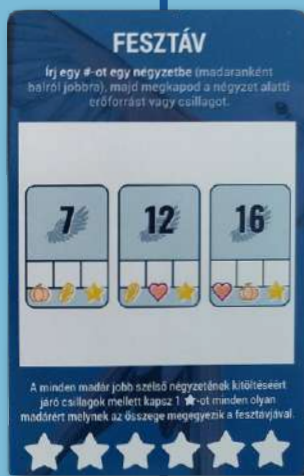 FESZTÁV
Írj egy #-ot egy négyzetbe (madaranként
balról jobbra), majd megkapod a négyzet alatti
erőforrást vagy csillagot.
7 12 16
A minden madár jobb szélső négyzetének kitöltéséért
járó csillagok mellett kapsz 1 ★-ot minden olyan
madárért melynek az összege megegyezik a fesztávjával.